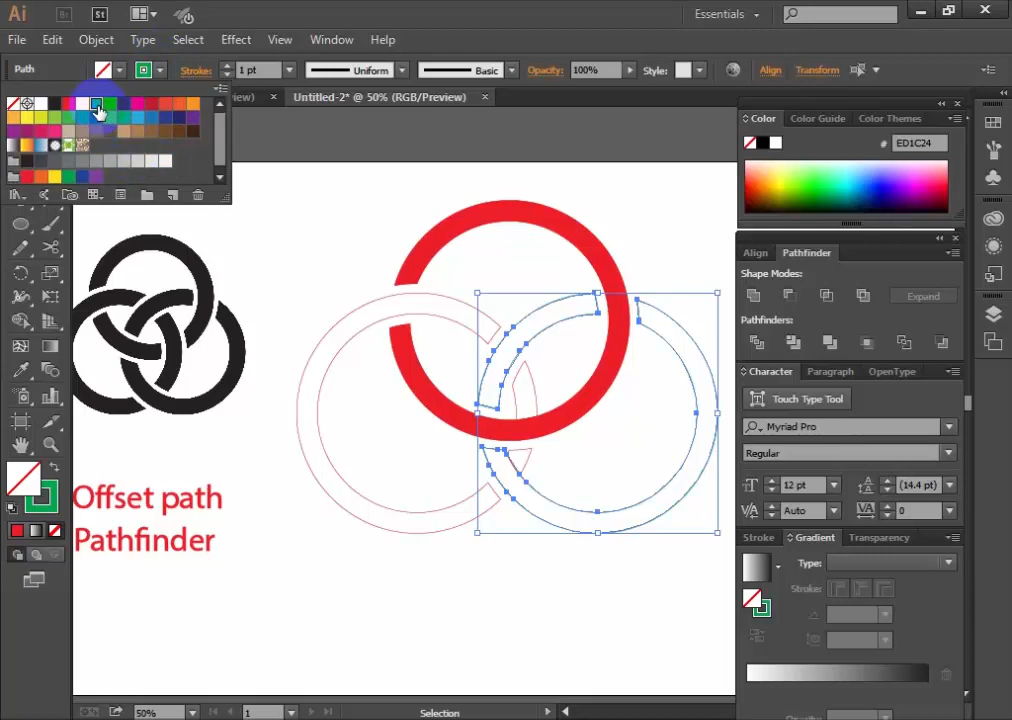 Ai Br St Essentials
File Edit Object Type Select Effect View Window Help
Path Stroke: 1 pt Uniform Basic Opacity: 100% Style: Align Transform
view) × Untitled-2* @ 50% (RGB/Preview) ×
Color Color Guide Color Themes
# ED1C24
Align Pathfinder
Shape Modes:
Expand
Pathfinders:
Character Paragraph OpenType
Touch Type Tool
Myriad Pro
Regular
12 pt (14.4 pt)
Auto 0
Stroke Gradient Transparency
Type:
Stroke:
Offset path
Pathfinder
50% 1 Selection